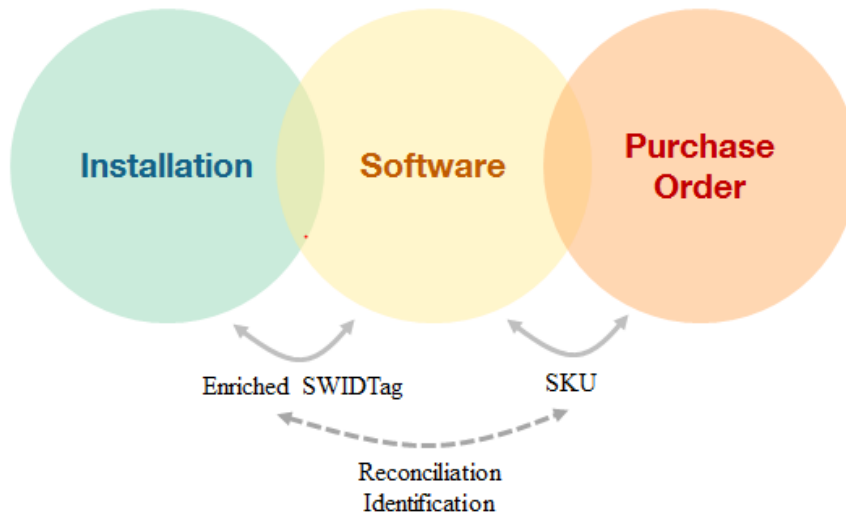 Installation
Software
Purchase
Order
Enriched SWIDTag
SKU
Reconciliation
Identification